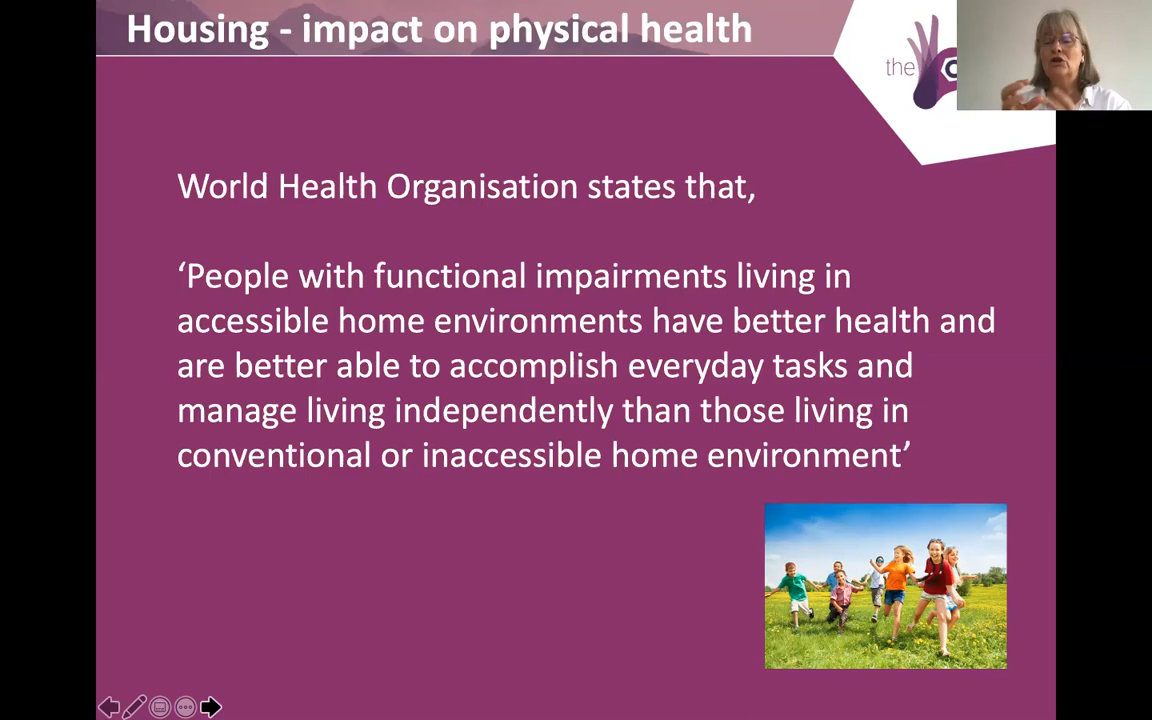 Housing - impact on physical health
the
World Health Organisation states that,
‘People with functional impairments living in
accessible home environments have better health and
are better able to accomplish everyday tasks and
manage living independently than those living in
conventional or inaccessible home environment’